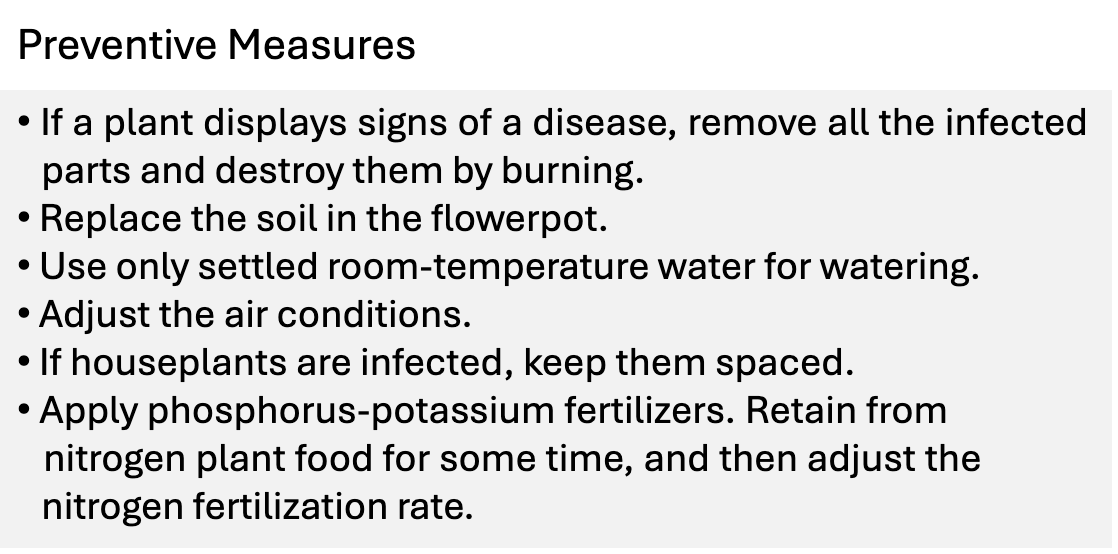 Preventive Measures
• If a plant displays signs of a disease, remove all the infected
parts and destroy them by burning.
• Replace the soil in the flowerpot.
• Use only settled room-temperature water for watering.
• Adjust the air conditions.
• If houseplants are infected, keep them spaced.
• Apply phosphorus-potassium fertilizers. Retain from
nitrogen plant food for some time, and then adjust the
nitrogen fertilization rate.